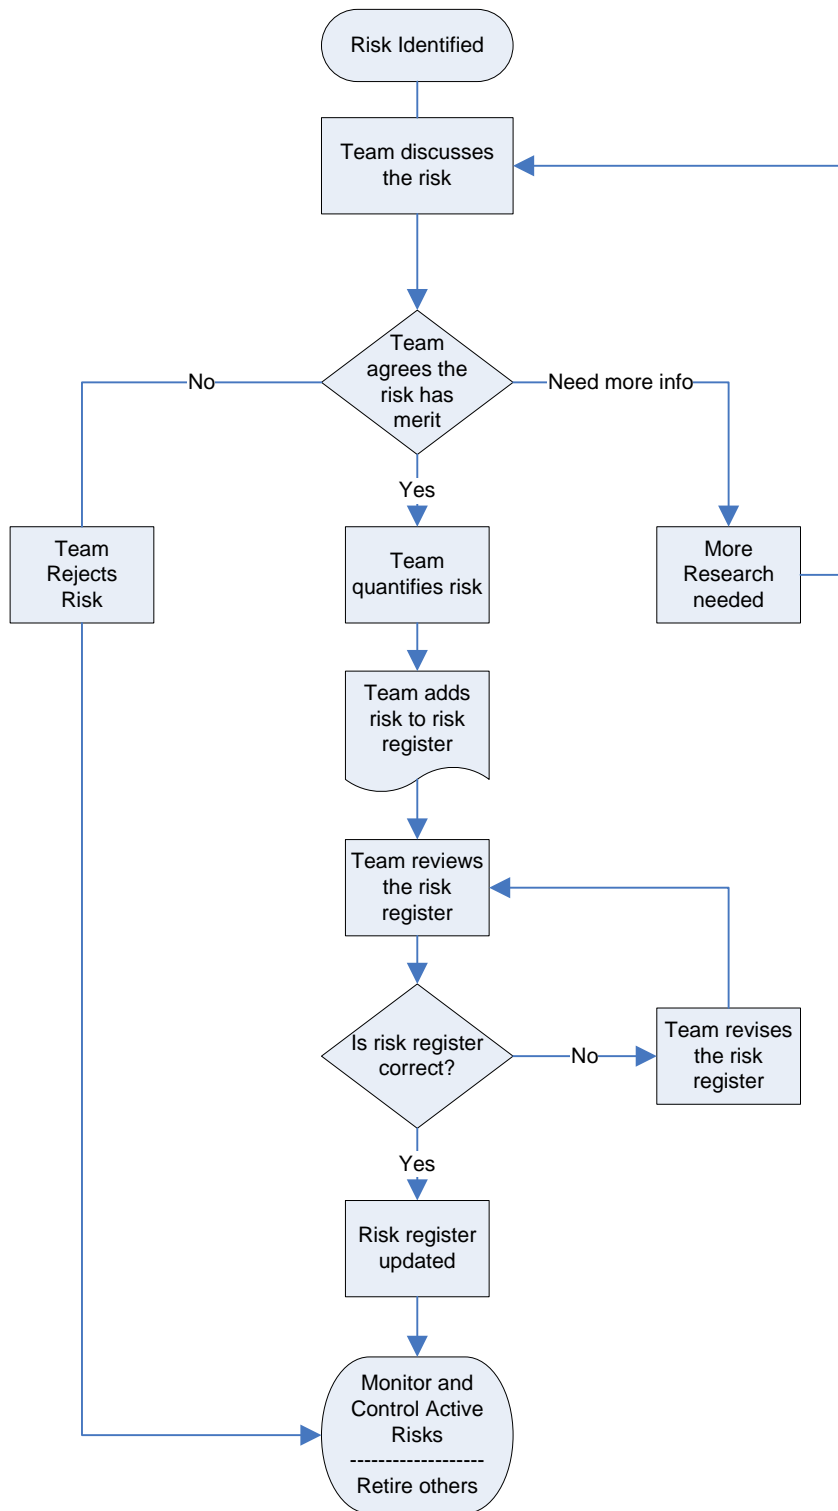 Risk Identified
Team discusses
the risk
Team
agrees the
risk has
merit
No
Need more info
Yes
Team
Rejects
Risk
Team
quantifies risk
More
Research
needed
Team adds
risk to risk
register
Team reviews
the risk
register
Is risk register
correct?
No
Team revises
the risk
register
Yes
Risk register
updated
Monitor and
Control Active
Risks
-------------------
Retire others